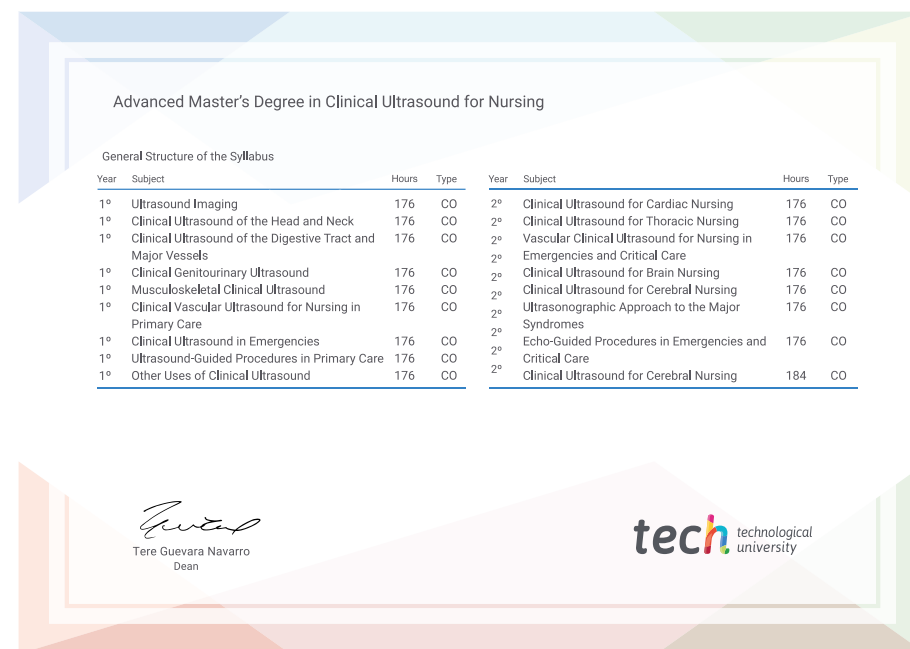 Advanced Master's Degree in Clinical Ultrasound for Nursing
General Structure of the Syllabus
Year Subject Hours Type
1º Ultrasound Imaging 176 CO
1º Clinical Ultrasound of the Head and Neck 176 CO
1º Clinical Ultrasound of the Digestive Tract and 176 CO
Major Vessels
1º Clinical Genitourinary Ultrasound 176 CO
1º Musculoskeletal Clinical Ultrasound 176 CO
1º Clinical Vascular Ultrasound for Nursing in 176 CO
Primary Care
1º Clinical Ultrasound in Emergencies 176 CO
1º Ultrasound-Guided Procedures in Primary Care 176 CO
1º Other Uses of Clinical Ultrasound 176 CO
Year Subject Hours Type
2º Clinical Ultrasound for Cardiac Nursing 176 CO
2º Clinical Ultrasound for Thoracic Nursing 176 CO
2º Vascular Clinical Ultrasound for Nursing in 176 CO
2º Emergencies and Critical Care
2º Clinical Ultrasound for Brain Nursing 176 CO
2º Clinical Ultrasound for Cerebral Nursing 176 CO
2º Ultrasonographic Approach to the Major 176 CO
2º Syndromes
2º Echo-Guided Procedures in Emergencies and 176 CO
2º Critical Care
Clinical Ultrasound for Cerebral Nursing 184 CO
Tere Guevara Navarro
Dean
tech technological
university